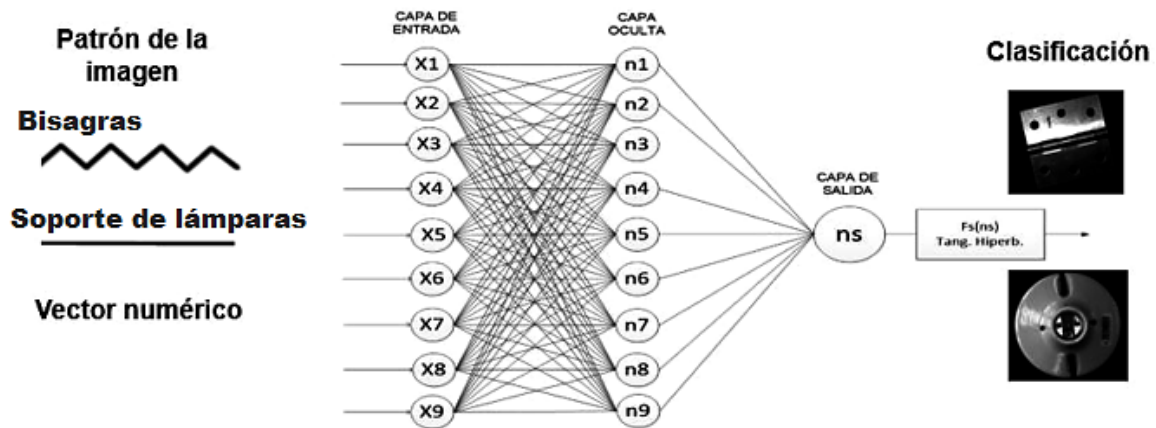 Patrón de la
imagen
Bisagras
Soporte de lámparas
Vector numérico
CAPA DE
ENTRADA
X1
X2
X3
X4
X5
X6
X7
X8
X9
CAPA
OCULTA
n1
n2
n3
n4
n5
n6
n7
n8
n9
CAPA DE
SALIDA
ns
Fs(ns)
Tang. Hiperb.
Clasificación